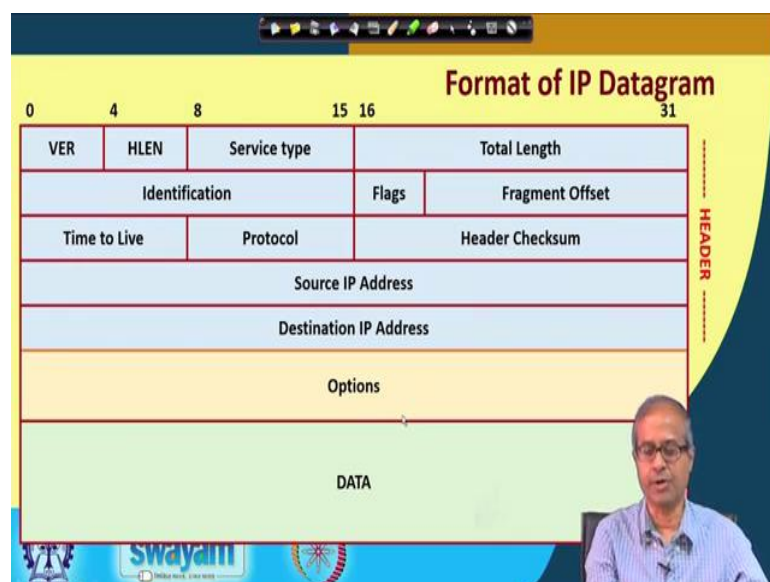 Format of IP Datagram
0 4 8 15 16 31
VER HLEN Service type Total Length
Identification Flags Fragment Offset
Time to Live Protocol Header Checksum
Source IP Address
Destination IP Address
HEADER
Options
DATA
swayam